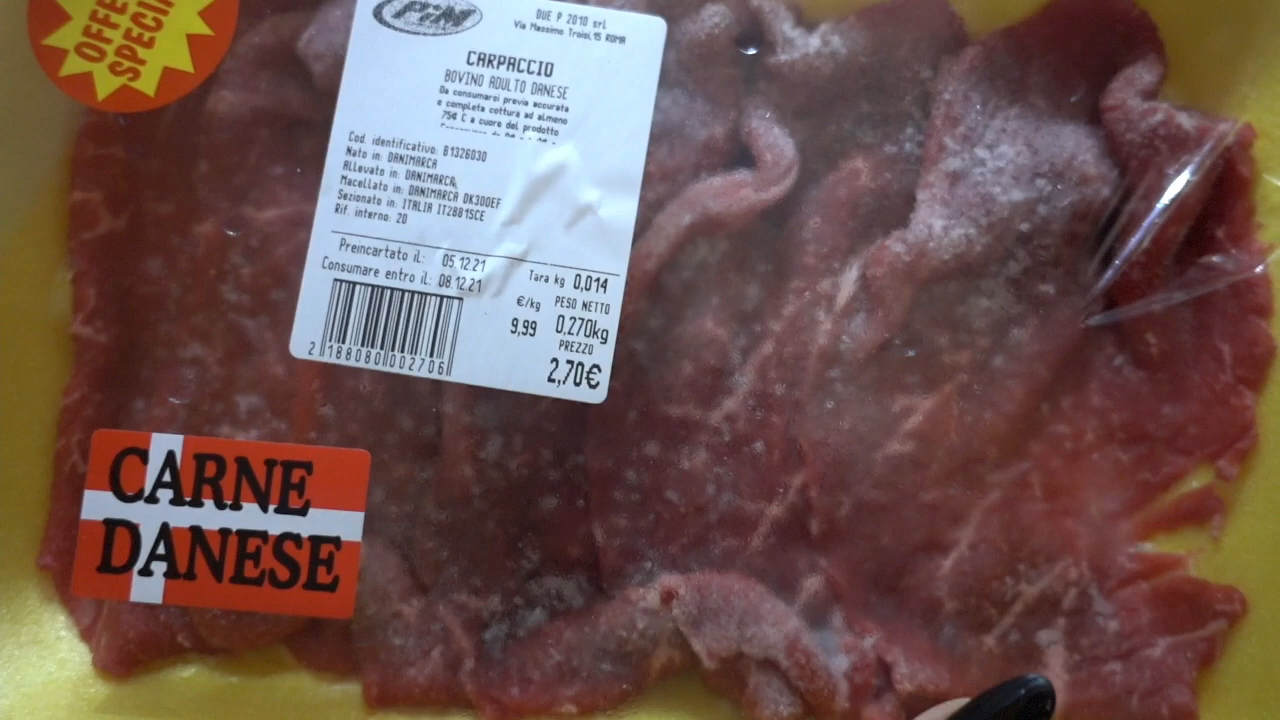 OFFE
SPECI
PIM
DUE P 2010 srl
Via Massimo Troisi,15 ROMA
CARPACCIO
BOVINO ADULTO DANESE
Da consumarsi previa accurata
e completa cottura ad almeno
75° C a cuore del prodotto
Cod. identificativo: B1326030
Nato in: DANIMARCA
Allevato in: DANIMARCA
Macellato in: DANIMARCA DK300EF
Sezionato in: ITALIA IT2881SCE
Rif. interno: 20
Preincartato il: 05.12.21
Consumare entro il: 08.12.21
Tara kg 0,014
€/kg PESO NETTO
9,99 0,270kg
PREZZO
2,70€
2 188080 002706
CARNE
DANESE